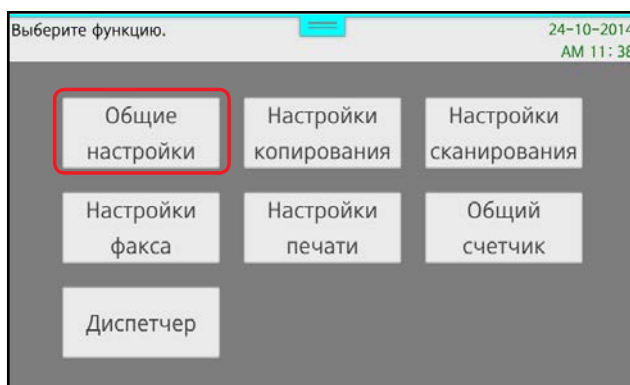 Выберите функцию.
24-10-2014
AM 11:38
Общие
настройки
Настройки
копирования
Настройки
сканирования
Настройки
факса
Настройки
печати
Общий
счетчик
Диспетчер